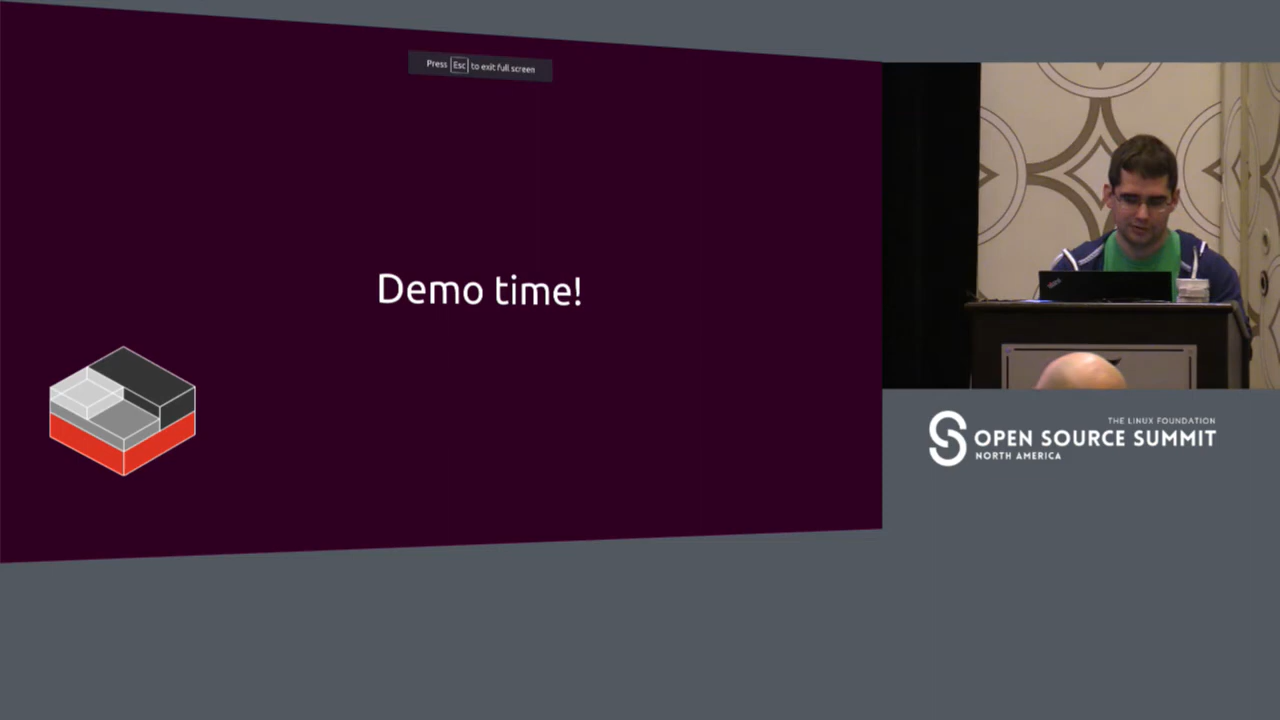 Press Esc to exit full screen
Demo time!
THE LINUX FOUNDATION
OPEN SOURCE SUMMIT
NORTH AMERICA